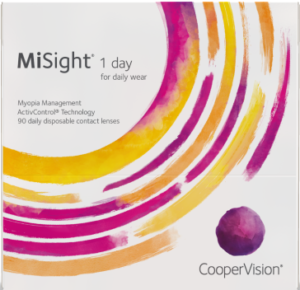 MiSight® 1 day
for daily wear
Myopia Management
ActivControl® Technology
90 daily disposable contact lenses
CooperVision®